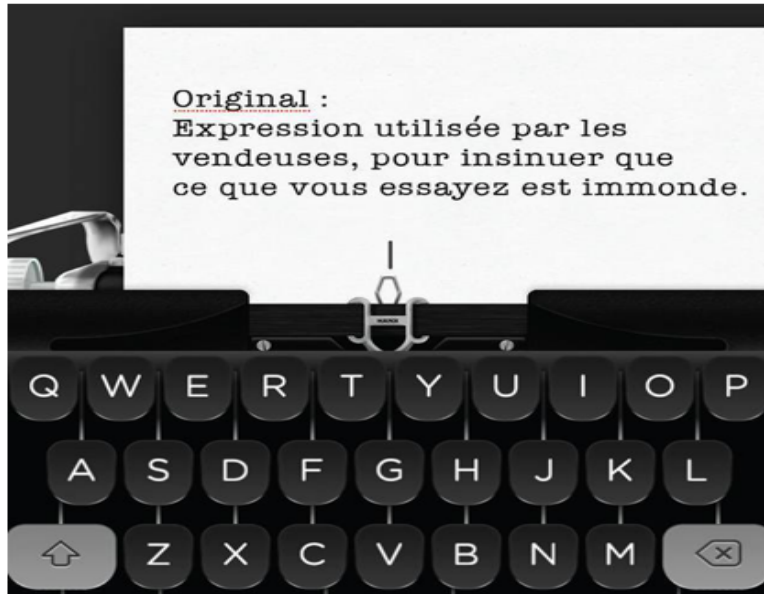 Original :
Expression utilisée par les
vendeuses, pour insinuer que
ce que vous essayez est immonde.
Q W E R T Y U I O P
A S D F G H J K L
Z X C V B N M